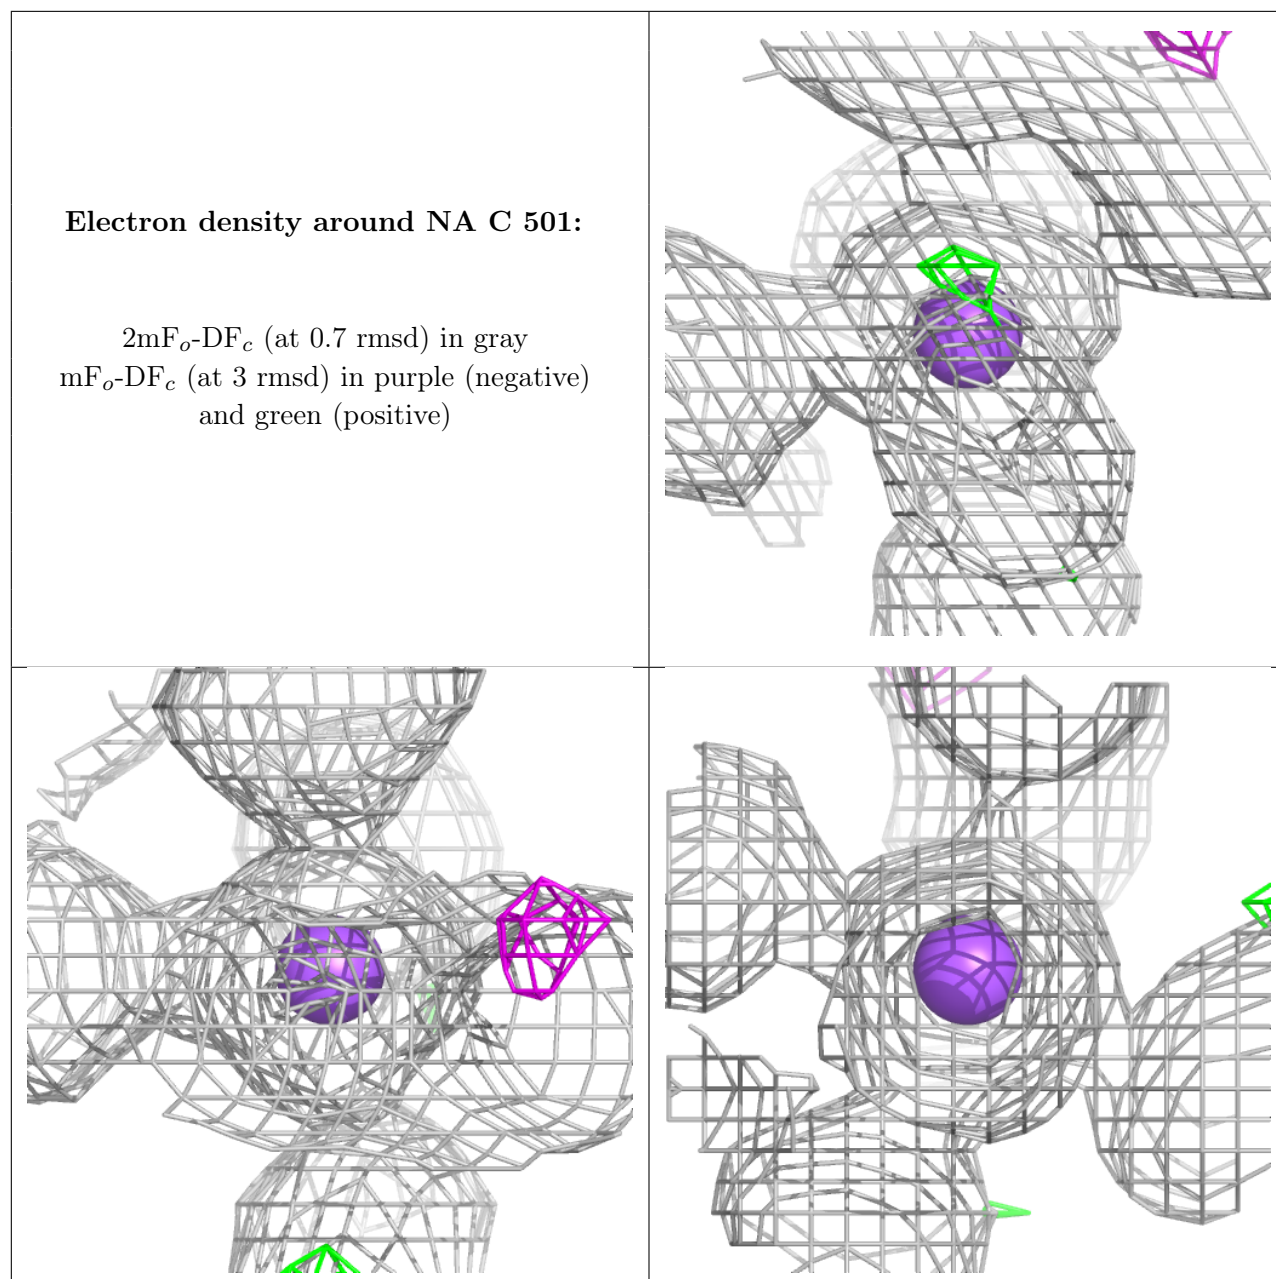 Electron density around NA C 501:
2mFₒ-DF𝒸 (at 0.7 rmsd) in gray
mFₒ-DF𝒸 (at 3 rmsd) in purple (negative)
and green (positive)